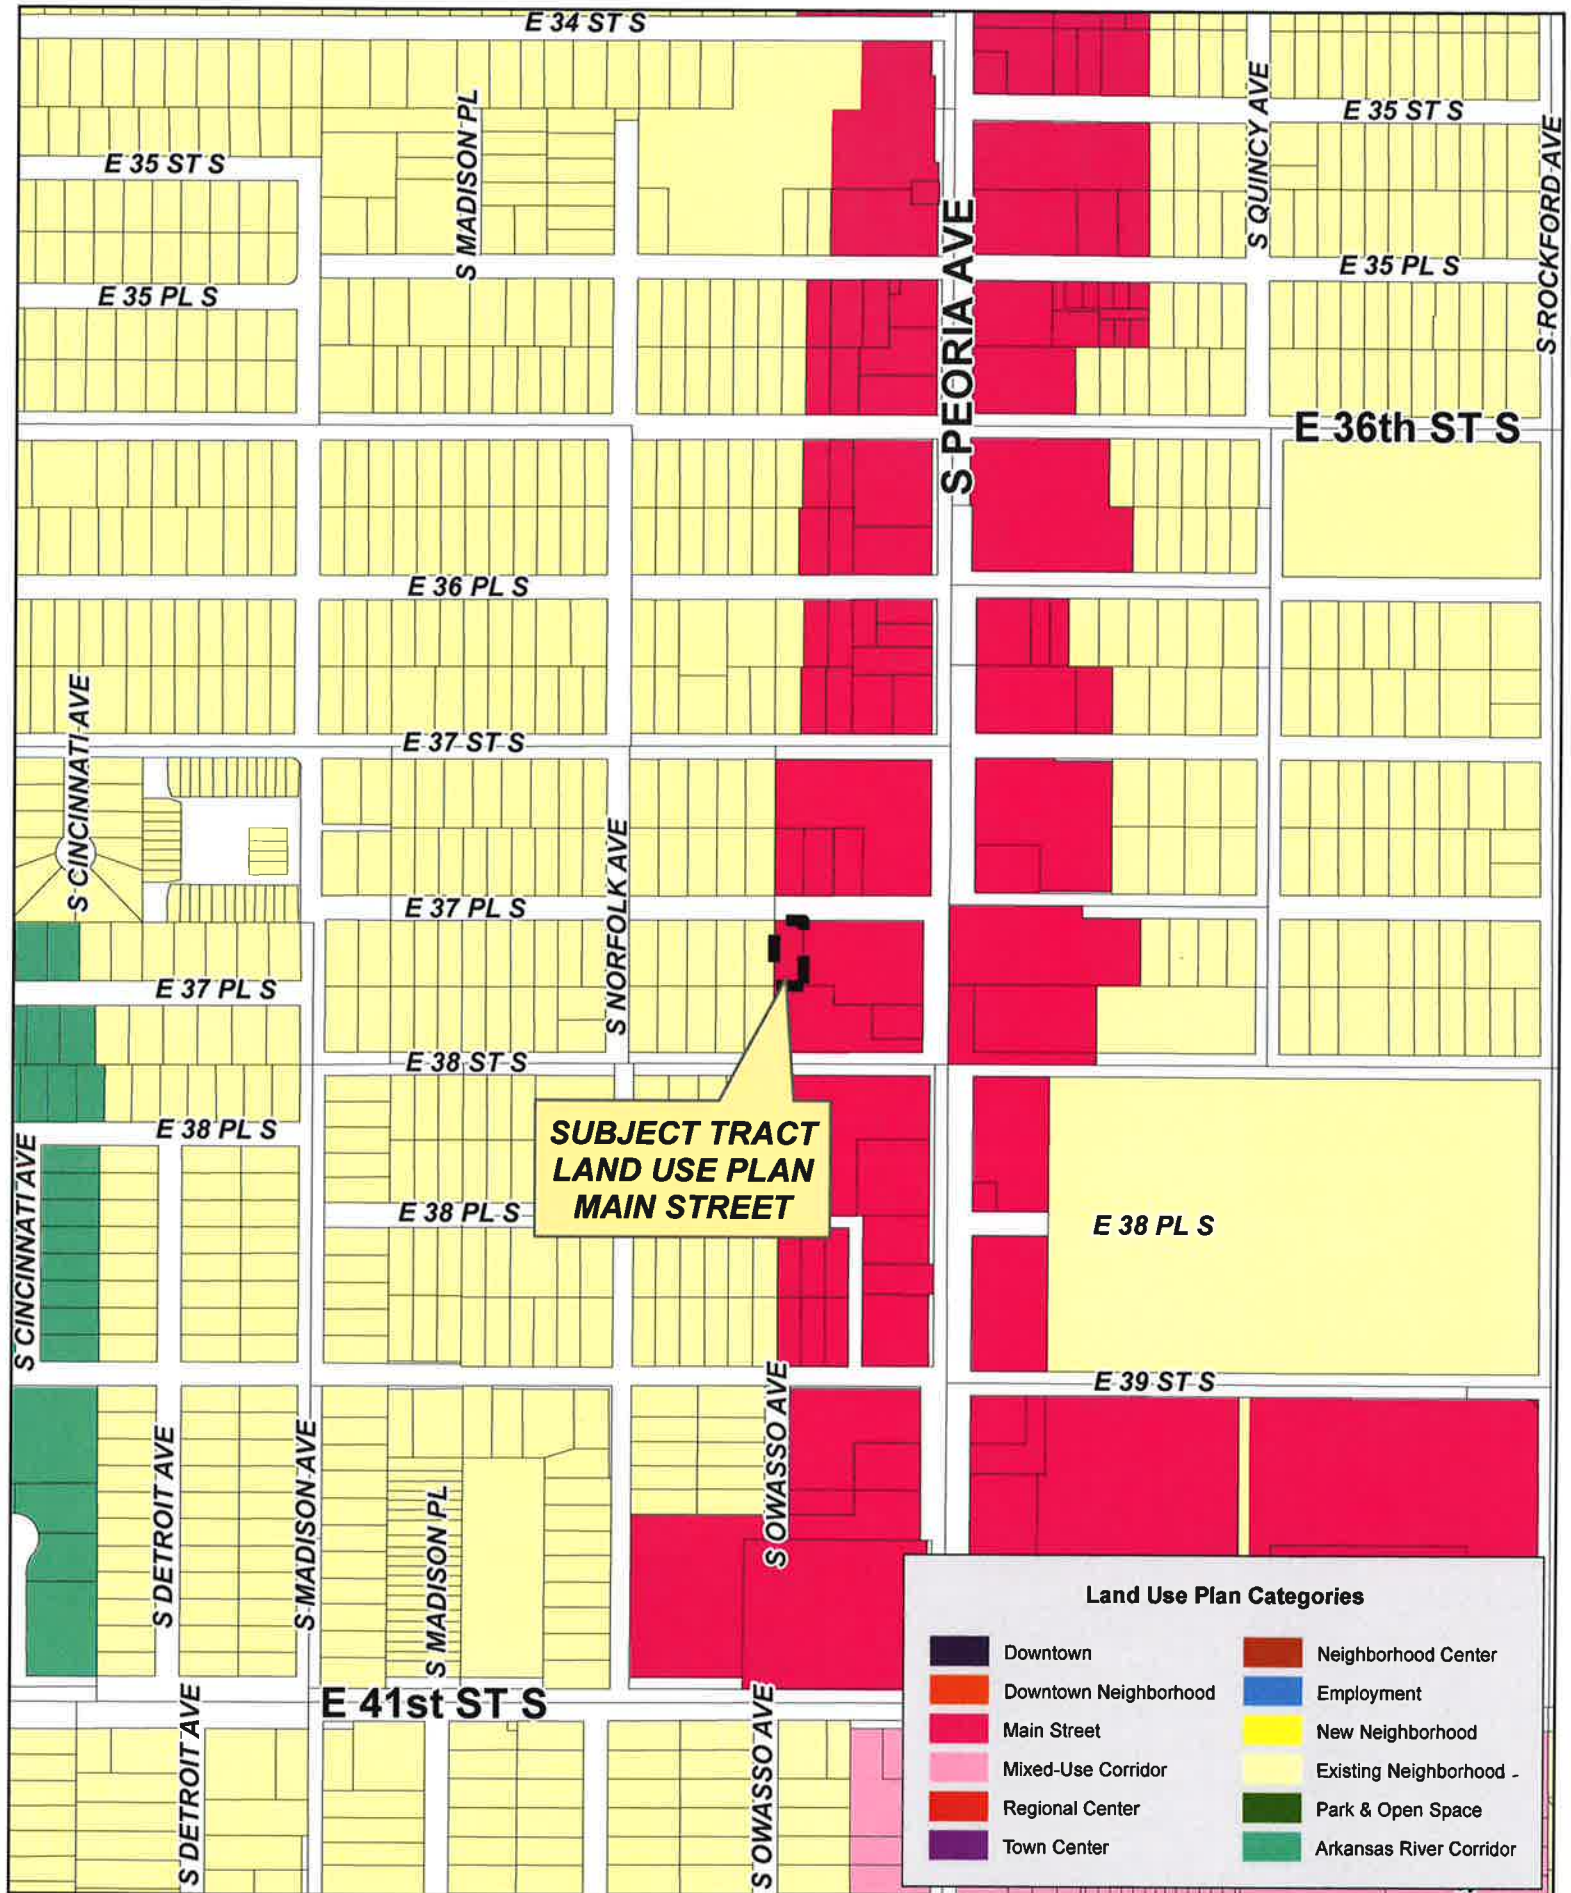 E 34 ST S
S QUINCY AVE
E 35 ST S
S MADISON PL
S ROCKFORD AVE
E 35 ST S
S PEORIA AVE
E 35 PL S
E 35 PL S
E 36th ST S
E 36 PL S
S CINCINNATI AVE
E 37 ST S
S NORFOLK AVE
E 37 PL S
E 37 PL S
E 38 ST S
SUBJECT TRACT
LAND USE PLAN
MAIN STREET
E 38 PL S
S CINCINNATI AVE
E 38 PL S
E 38 PL S
E 39 ST S
S OWASSO AVE
S DETROIT AVE
S MADISON AVE
S MADISON PL
E 41st ST S
S DETROIT AVE
S OWASSO AVE
Land Use Plan Categories
Downtown
Downtown Neighborhood
Main Street
Mixed-Use Corridor
Regional Center
Town Center
Neighborhood Center
Employment
New Neighborhood
Existing Neighborhood
Park & Open Space
Arkansas River Corridor